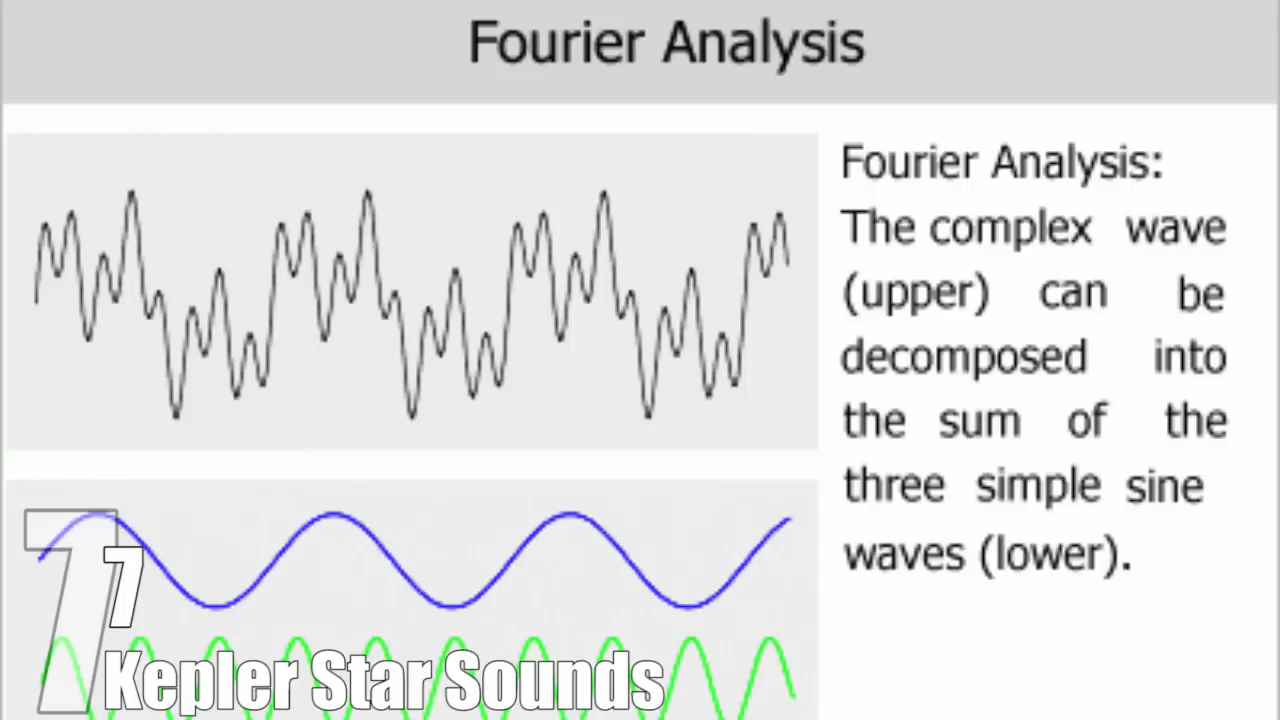 Fourier Analysis
Fourier Analysis:
The complex wave
(upper) can be
decomposed into
the sum of the
three simple sine
waves (lower).
7
7
Kepler Star Sounds